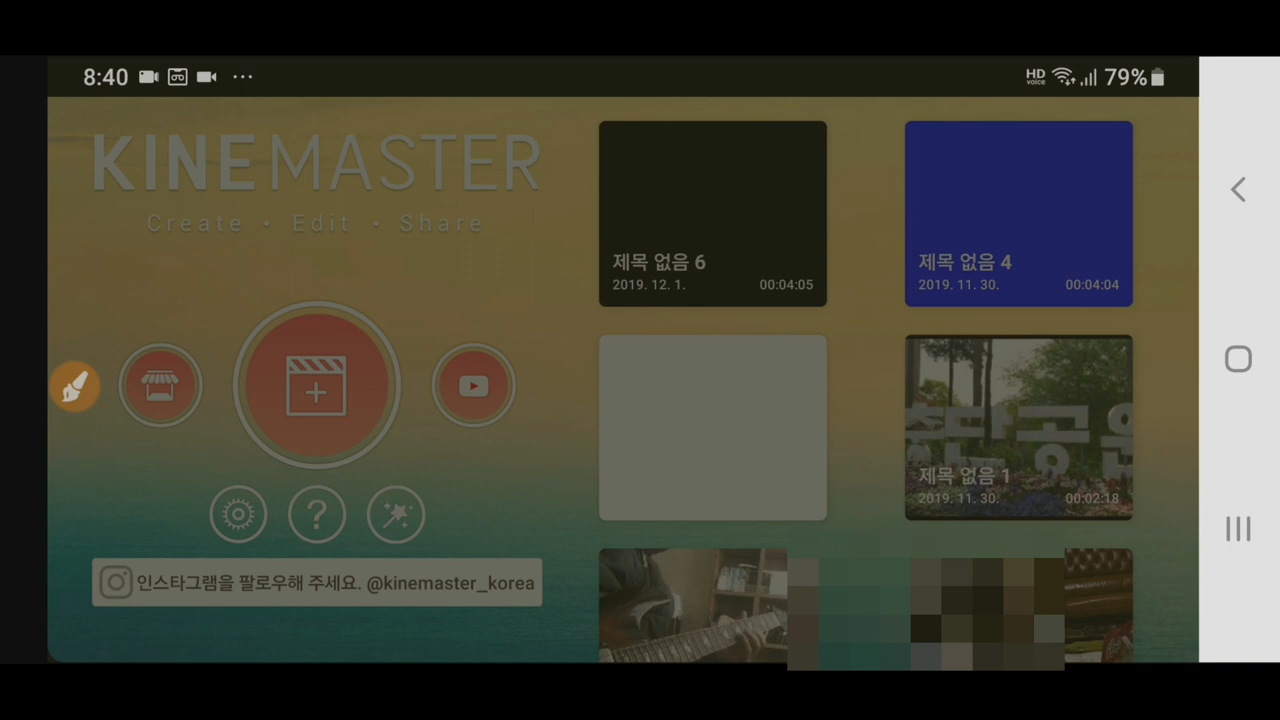 8:40
HD voice
79%
KINEMASTER
Create • Edit • Share
인스타그램을 팔로우해 주세요. @kinemaster_korea
제목 없음 6
2019. 12. 1. 00:04:05
제목 없음 4
2019. 11. 30. 00:04:04
제목 없음 1
2019. 11. 30. 00:02:18